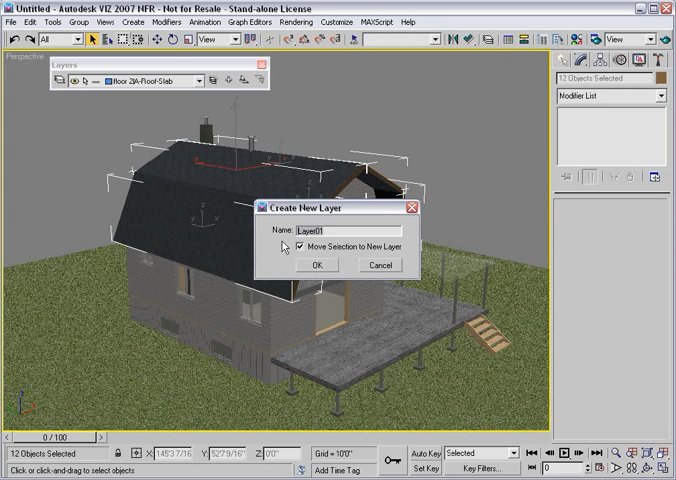 Untitled - Autodesk VIZ 2007 NFR - Not for Resale - Stand-alone License
File Edit Tools Group Views Create Modifiers Animation Graph Editors Rendering Customize MAXScript Help
All View View
Perspective
Layers
floor 2|A-Roof-Slab
12 Objects Selected
Modifier List
Create New Layer
Name: Layer01
Move Selection to New Layer
OK Cancel
0 / 100
12 Objects Selected X: 145'3 7/16 Y: 52'7 9/16" Z: 0'0" Grid = 10'0" Auto Key Selected
Click or click-and-drag to select objects Add Time Tag Set Key Key Filters... 0